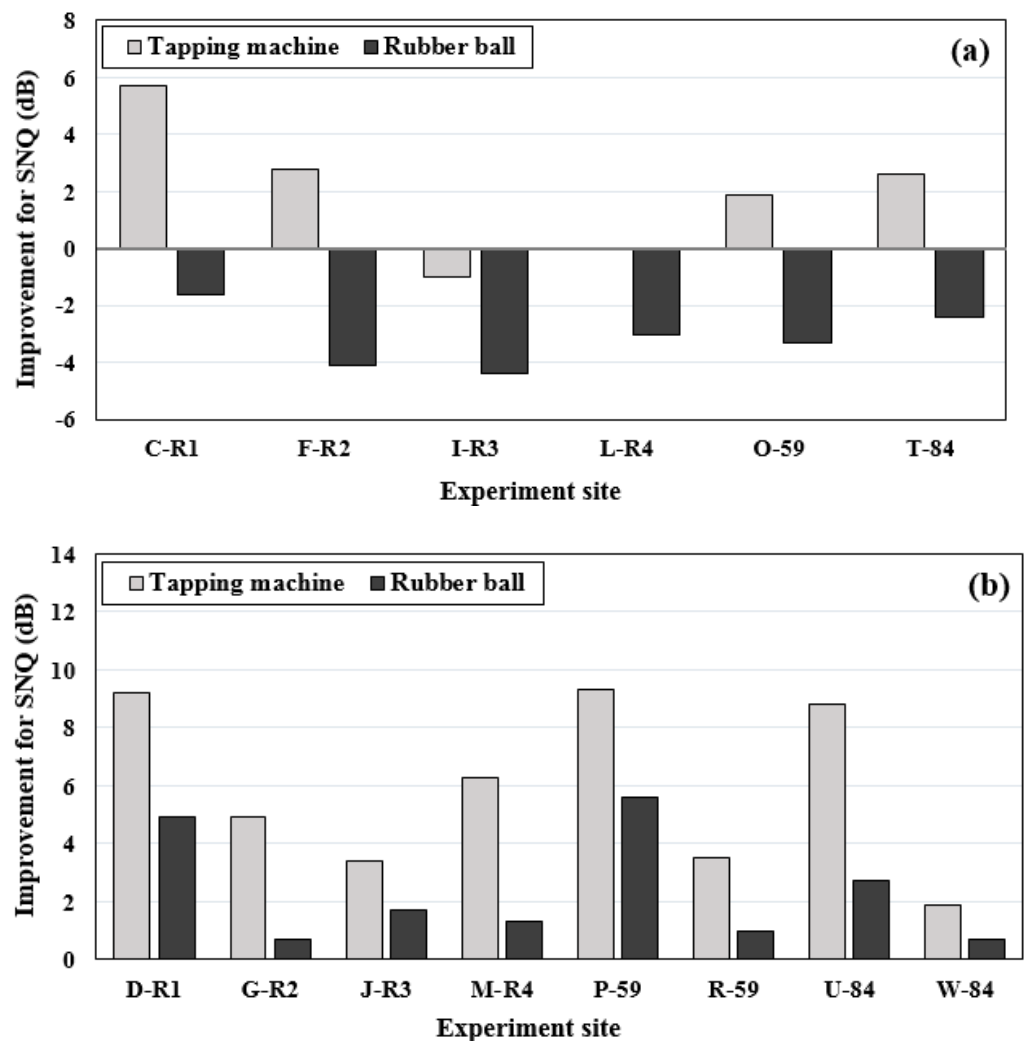 8
Tapping machine Rubber ball (a)
6
4
2
0
-2
-4
-6
Improvement for SNQ (dB)
C-R1 F-R2 I-R3 L-R4 O-59 T-84
Experiment site
14
Tapping machine Rubber ball (b)
12
10
8
6
4
2
0
Improvement for SNQ (dB)
D-R1 G-R2 J-R3 M-R4 P-59 R-59 U-84 W-84
Experiment site